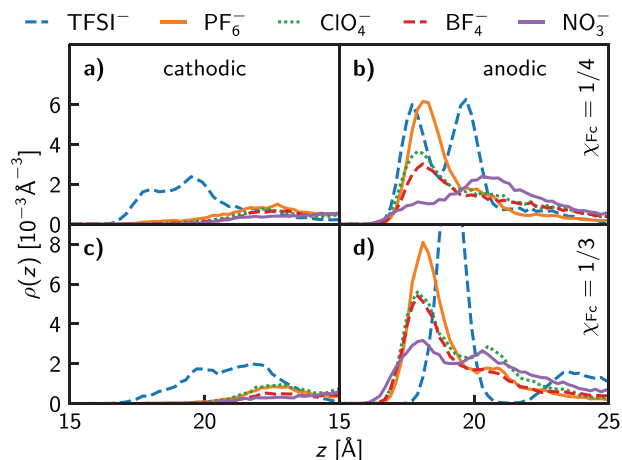 TFSI⁻ PF₆⁻ ClO₄⁻ BF₄⁻ NO₃⁻
a) cathodic
b) anodic
χFc = 1/4
6
4
2
0
c)
d)
χFc = 1/3
8
6
4
2
0
ρ(z) [10⁻³Å⁻³]
15 20 15 20 25
z [Å]